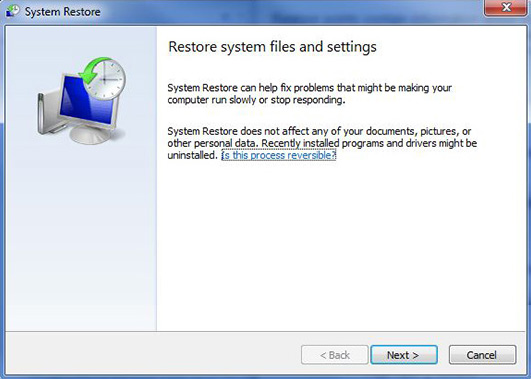 System Restore
Restore system files and settings
System Restore can help fix problems that might be making your
computer run slowly or stop responding.
System Restore does not affect any of your documents, pictures, or
other personal data. Recently installed programs and drivers might be
uninstalled. Is this process reversible?
< Back
Next >
Cancel